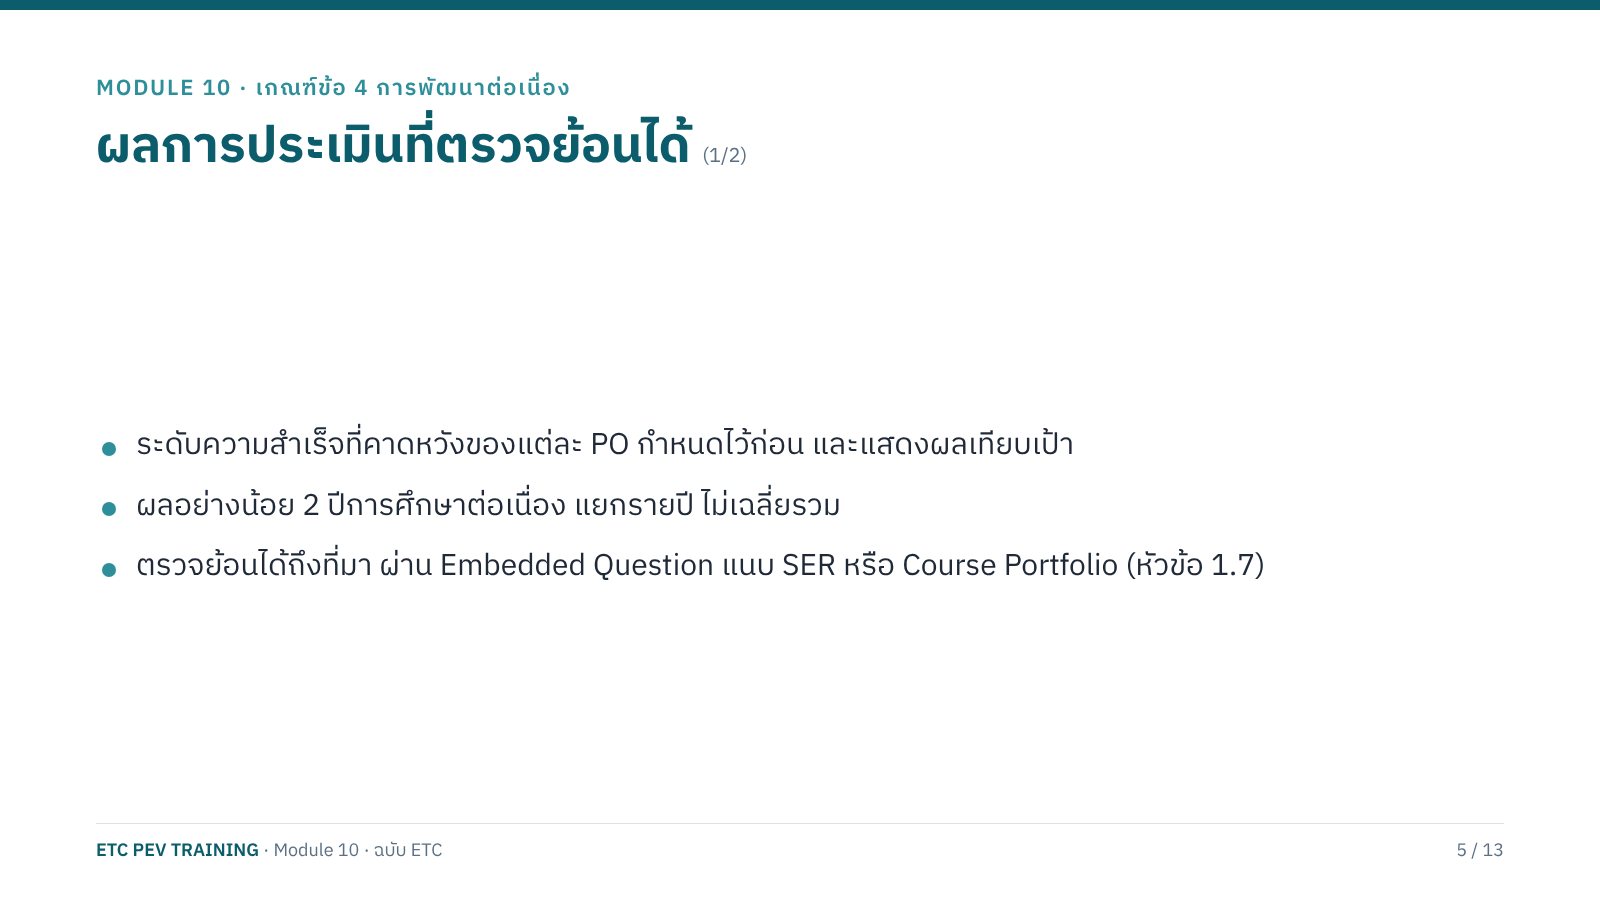 MODULE 10 · เกณฑ์ข้อ 4 การพัฒนาต่อเนื่อง
ผลการประเมินที่ตรวจย้อนได้ (1/2)
ระดับความสำเร็จที่คาดหวังของแต่ละ PO กำหนดไว้ก่อน และแสดงผลเทียบเป้า
ผลอย่างน้อย 2 ปีการศึกษาต่อเนื่อง แยกรายปี ไม่เฉลี่ยรวม
ตรวจย้อนได้ถึงที่มา ผ่าน Embedded Question แนบ SER หรือ Course Portfolio (หัวข้อ 1.7)
ETC PEV TRAINING · Module 10 · ฉบับ ETC
5 / 13